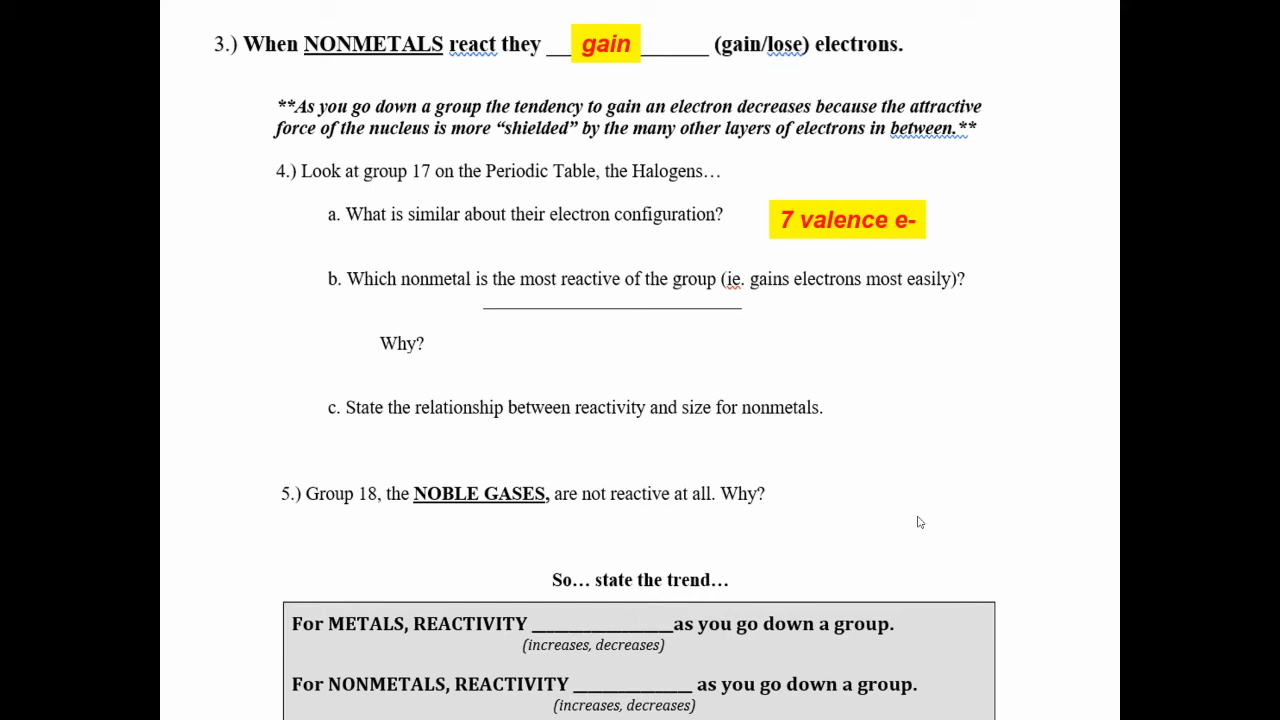 3.) When NONMETALS react they __gain______ (gain/lose) electrons.
**As you go down a group the tendency to gain an electron decreases because the attractive
force of the nucleus is more “shielded” by the many other layers of electrons in between.**
4.) Look at group 17 on the Periodic Table, the Halogens…
a. What is similar about their electron configuration? 7 valence e-
b. Which nonmetal is the most reactive of the group (ie. gains electrons most easily)?
Why?
c. State the relationship between reactivity and size for nonmetals.
5.) Group 18, the NOBLE GASES, are not reactive at all. Why?
So… state the trend…
For METALS, REACTIVITY _________________as you go down a group.
(increases, decreases)
For NONMETALS, REACTIVITY ______________ as you go down a group.
(increases, decreases)